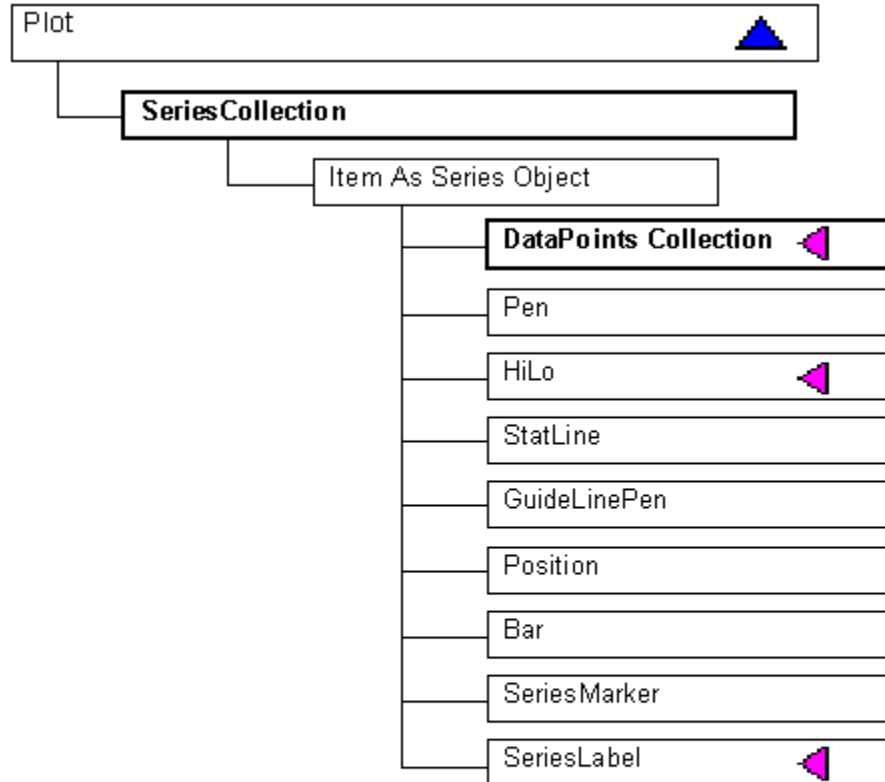 Plot
SeriesCollection
Item As Series Object
DataPoints Collection
Pen
HiLo
StatLine
GuideLinePen
Position
Bar
SeriesMarker
SeriesLabel